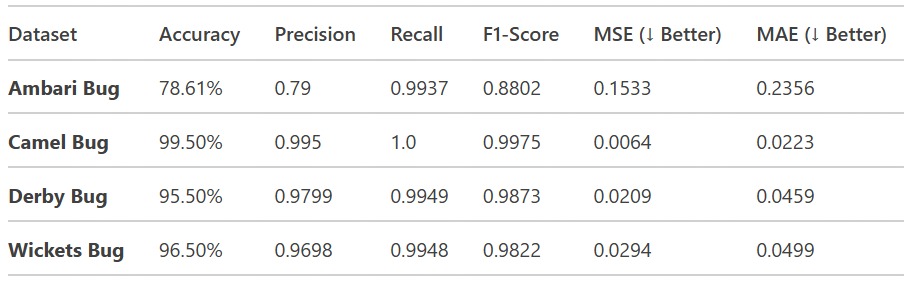 Dataset Accuracy Precision Recall F1-Score MSE (↓ Better) MAE (↓ Better)
Ambari Bug 78.61% 0.79 0.9937 0.8802 0.1533 0.2356
Camel Bug 99.50% 0.995 1.0 0.9975 0.0064 0.0223
Derby Bug 95.50% 0.9799 0.9949 0.9873 0.0209 0.0459
Wickets Bug 96.50% 0.9698 0.9948 0.9822 0.0294 0.0499